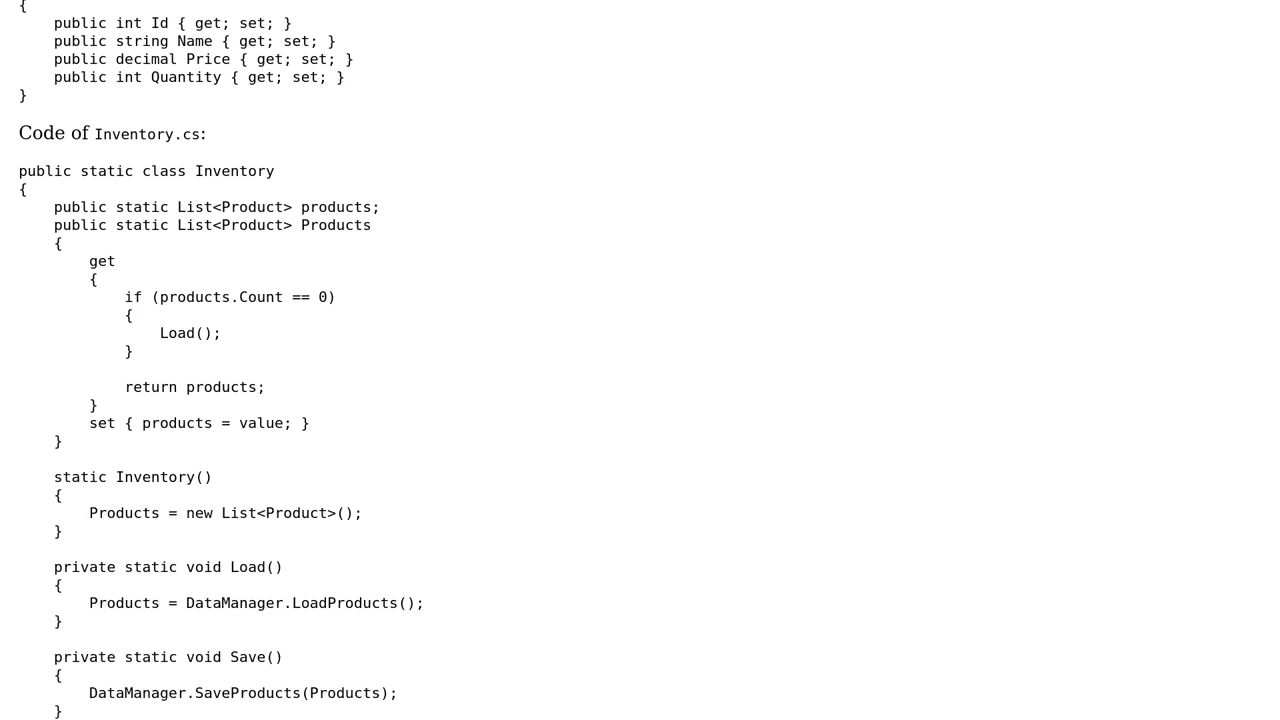 {
    public int Id { get; set; }
    public string Name { get; set; }
    public decimal Price { get; set; }
    public int Quantity { get; set; }
}
Code of Inventory.cs:
public static class Inventory
{
    public static List<Product> products;
    public static List<Product> Products
    {
        get
        {
            if (products.Count == 0)
            {
                Load();
            }
            return products;
        }
        set { products = value; }
    }
    static Inventory()
    {
        Products = new List<Product>();
    }
    private static void Load()
    {
        Products = DataManager.LoadProducts();
    }
    private static void Save()
    {
        DataManager.SaveProducts(Products);
    }